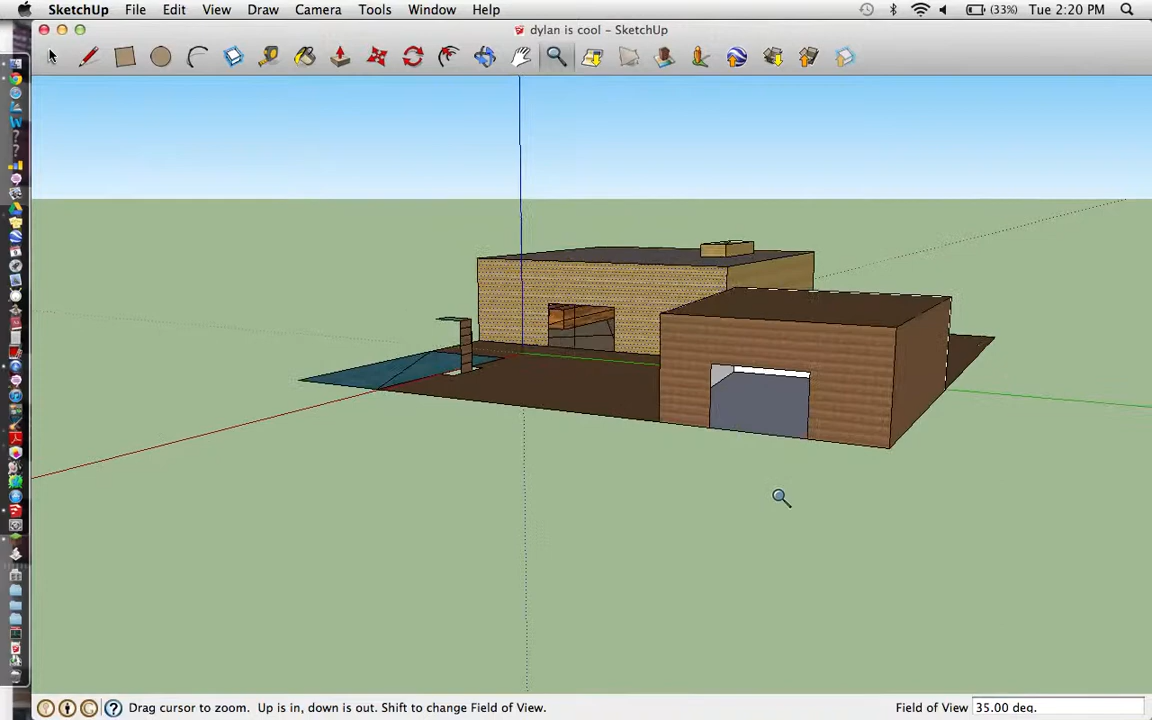 SketchUp File Edit View Draw Camera Tools Window Help (33%) Tue 2:20 PM
dylan is cool – SketchUp
Drag cursor to zoom. Up is in, down is out. Shift to change Field of View. Field of View 35.00 deg.